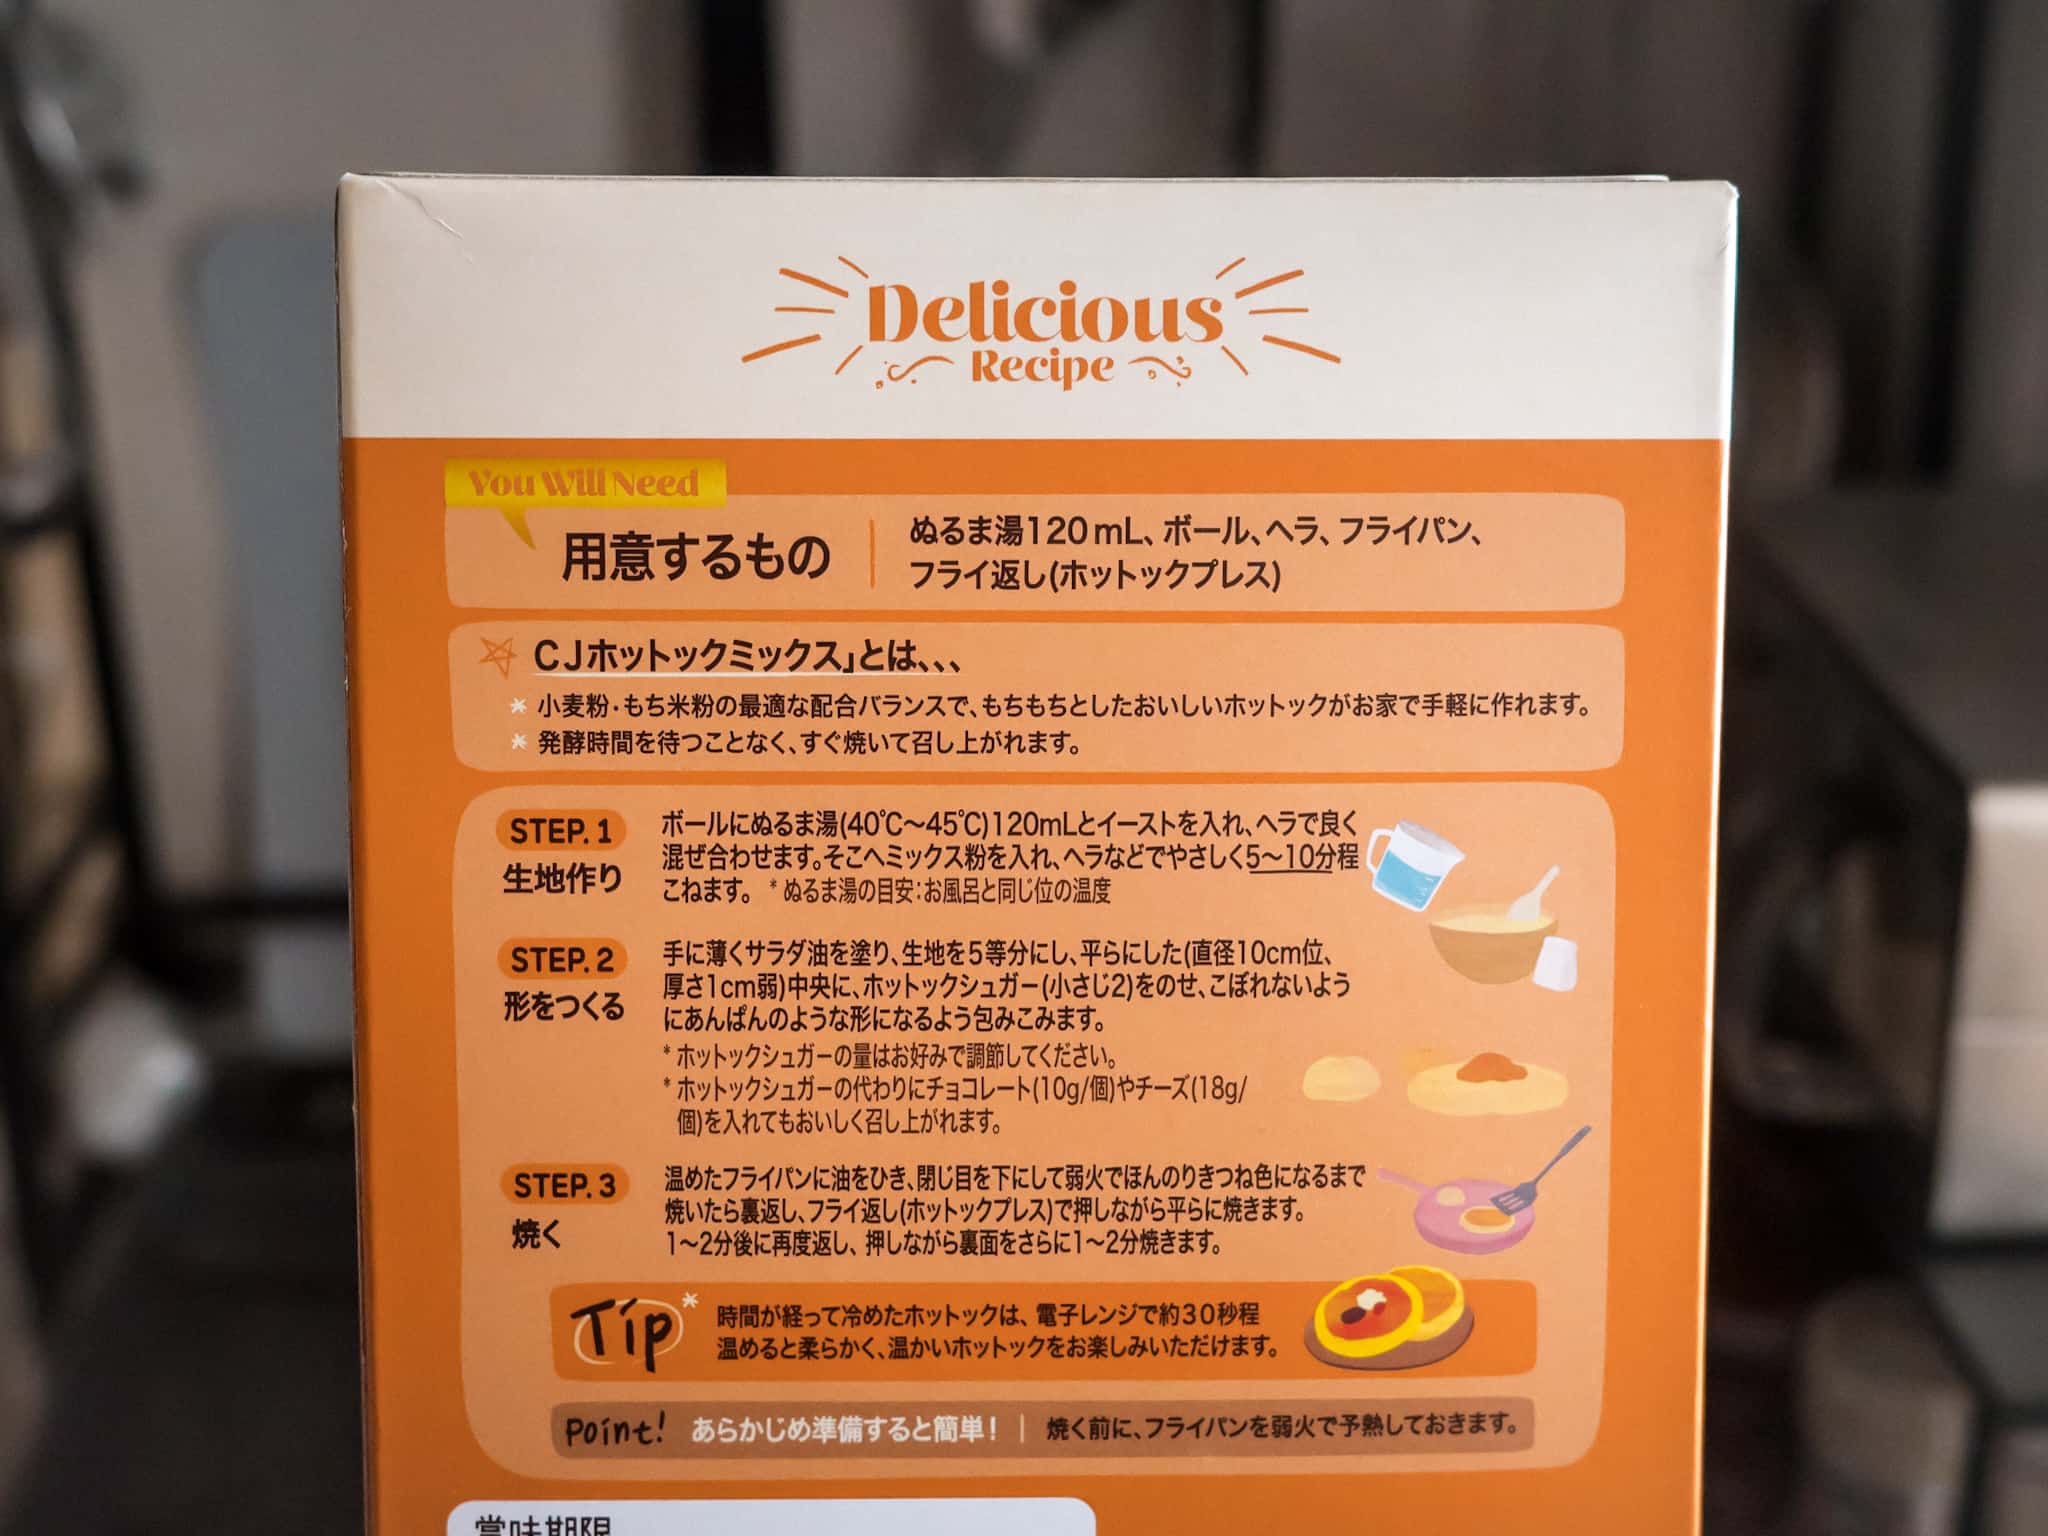 Delicious
Recipe
You Will Need
用意するもの
ぬるま湯120mL、ボール、ヘラ、フライパン、
フライ返し(ホットックプレス)
CJホットックミックス」とは、、、
* 小麦粉・もち米粉の最適な配合バランスで、もちもちとしたおいしいホットックがお家で手軽に作れます。
* 発酵時間を待つことなく、すぐ焼いて召し上がれます。
STEP. 1
生地作り
ボールにぬるま湯(40℃〜45℃)120mLとイーストを入れ、ヘラで良く
混ぜ合わせます。そこへミックス粉を入れ、ヘラなどでやさしく5〜10分程
こねます。 * ぬるま湯の目安：お風呂と同じ位の温度
STEP. 2
形をつくる
手に薄くサラダ油を塗り、生地を5等分にし、平らにした(直径10cm位、
厚さ1cm弱)中央に、ホットックシュガー(小さじ2)をのせ、こぼれないよう
にあんぱんのような形になるよう包みこみます。
* ホットックシュガーの量はお好みで調節してください。
* ホットックシュガーの代わりにチョコレート(10g/個)やチーズ(18g/
個)を入れてもおいしく召し上がれます。
STEP. 3
焼く
温めたフライパンに油をひき、閉じ目を下にして弱火でほんのりきつね色になるまで
焼いたら裏返し、フライ返し(ホットックプレス)で押しながら平らに焼きます。
1〜2分後に再度返し、押しながら裏面をさらに1〜2分焼きます。
Tip*
時間が経って冷めたホットックは、電子レンジで約30秒程
温めると柔らかく、温かいホットックをお楽しみいただけます。
Point! あらかじめ準備すると簡単! | 焼く前に、フライパンを弱火で予熱しておきます。
賞味期限